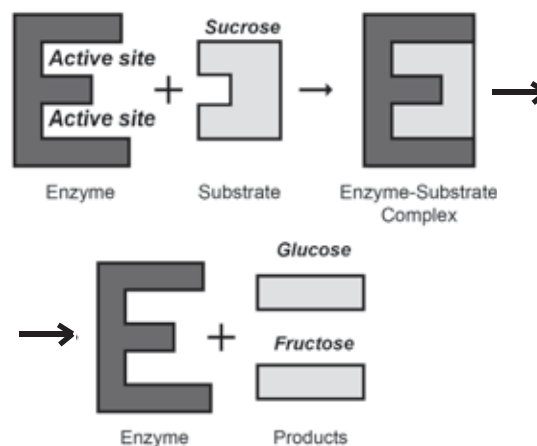 Sucrose
Active site
+
Active site
Enzyme
Substrate
Enzyme-Substrate
Complex
Glucose
+
Fructose
Enzyme
Products